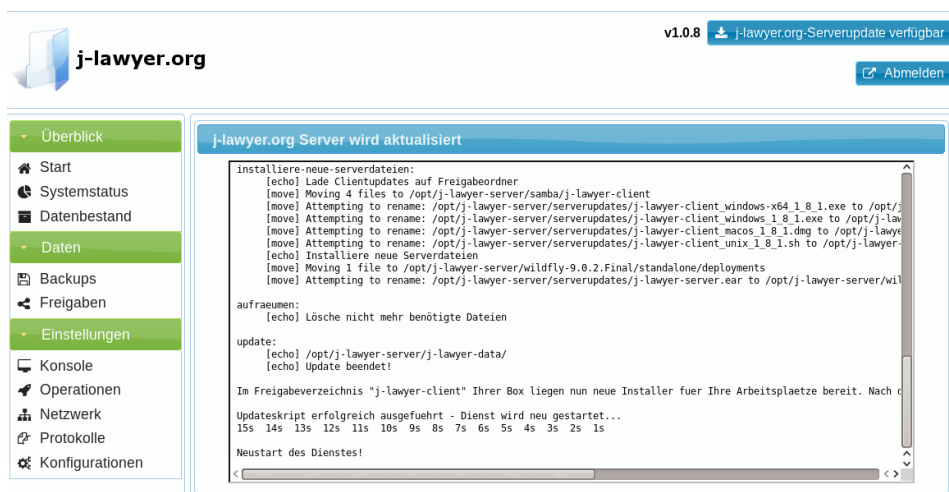 j-lawyer.org
v1.0.8 j-lawyer.org-Serverupdate verfügbar
Abmelden
Überblick
Start
Systemstatus
Datenbestand
Daten
Backups
Freigaben
Einstellungen
Konsole
Operationen
Netzwerk
Protokolle
Konfigurationen
j-lawyer.org Server wird aktualisiert
installiere-neue-serverdateien:
[echo] Lade Clientupdates auf Freigabeordner
[move] Moving 4 files to /opt/j-lawyer-server/samba/j-lawyer-client
[move] Attempting to rename: /opt/j-lawyer-server/serverupdates/j-lawyer-client_windows-x64_1_8_1.exe to /opt/j
[move] Attempting to rename: /opt/j-lawyer-server/serverupdates/j-lawyer-client_windows_1_8_1.exe to /opt/j-law
[move] Attempting to rename: /opt/j-lawyer-server/serverupdates/j-lawyer-client_macos_1_8_1.dmg to /opt/j-lawye
[move] Attempting to rename: /opt/j-lawyer-server/serverupdates/j-lawyer-client_unix_1_8_1.sh to /opt/j-lawyer-
[echo] Installiere neue Serverdateien
[move] Moving 1 file to /opt/j-lawyer-server/wildfly-9.0.2.Final/standalone/deployments
[move] Attempting to rename: /opt/j-lawyer-server/serverupdates/j-lawyer-server.ear to /opt/j-lawyer-server/wil
aufraeumen:
[echo] Lösche nicht mehr benötigte Dateien
update:
[echo] /opt/j-lawyer-server/j-lawyer-data/
[echo] Update beendet!
Im Freigabeverzeichnis "j-lawyer-client" Ihrer Box liegen nun neue Installer fuer Ihre Arbeitsplaetze bereit. Nach d
Updateskript erfolgreich ausgefuehrt - Dienst wird neu gestartet...
15s 14s 13s 12s 11s 10s 9s 8s 7s 6s 5s 4s 3s 2s 1s
Neustart des Dienstes!